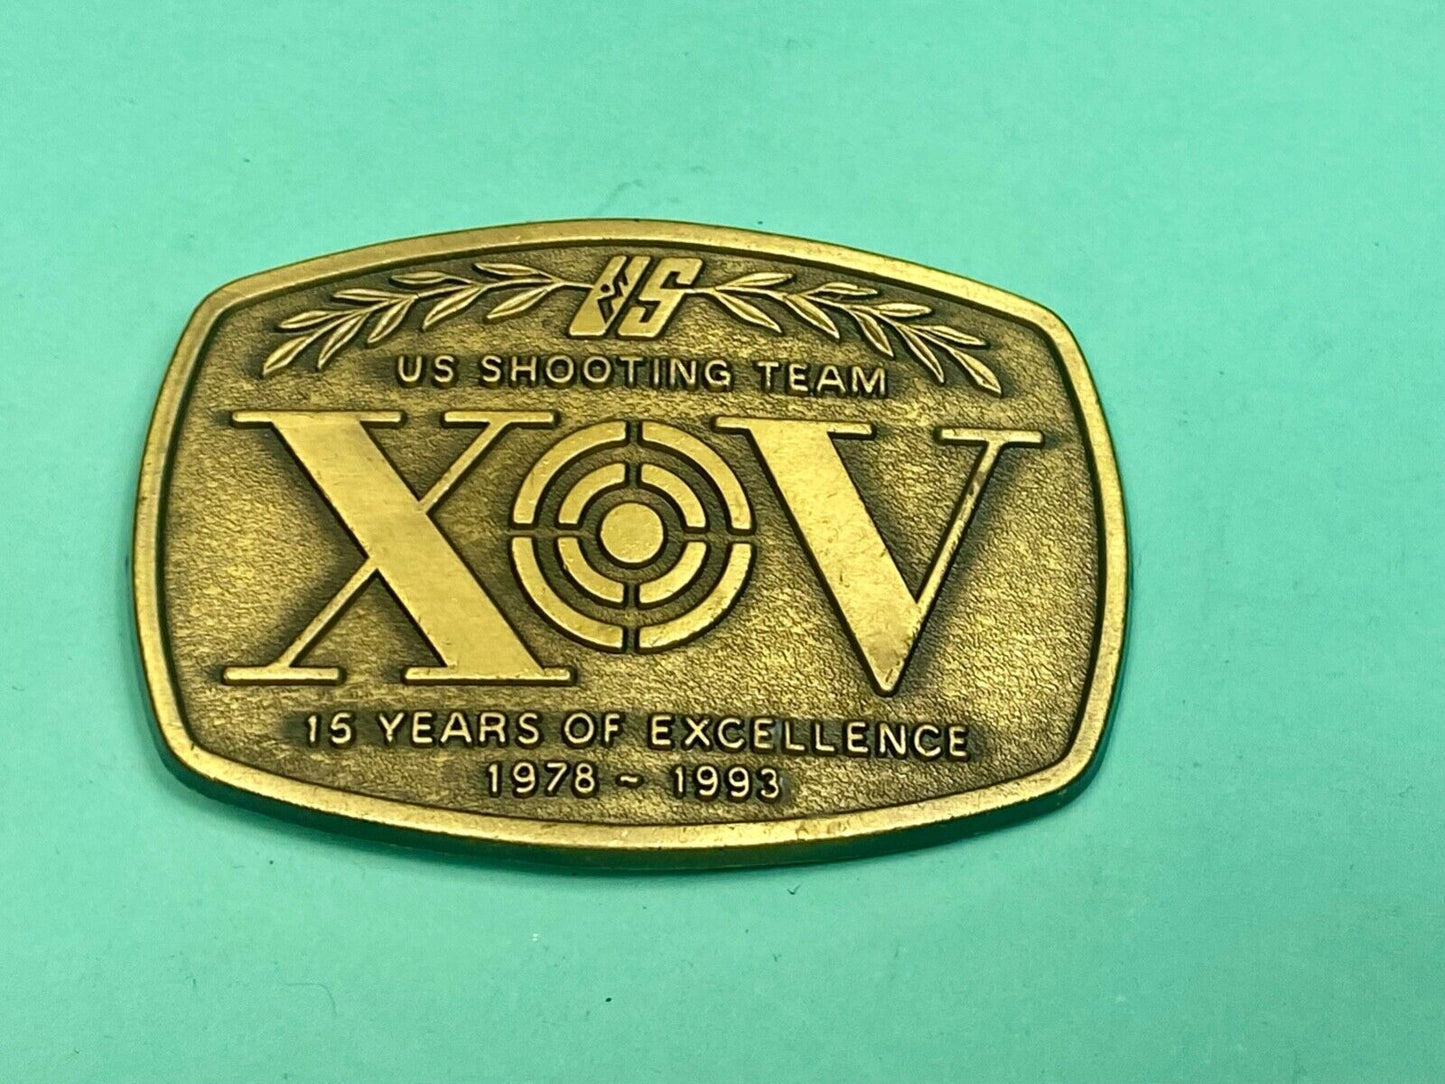 US
US SHOOTING TEAM
XV
15 YEARS OF EXCELLENCE
1978 ~ 1993